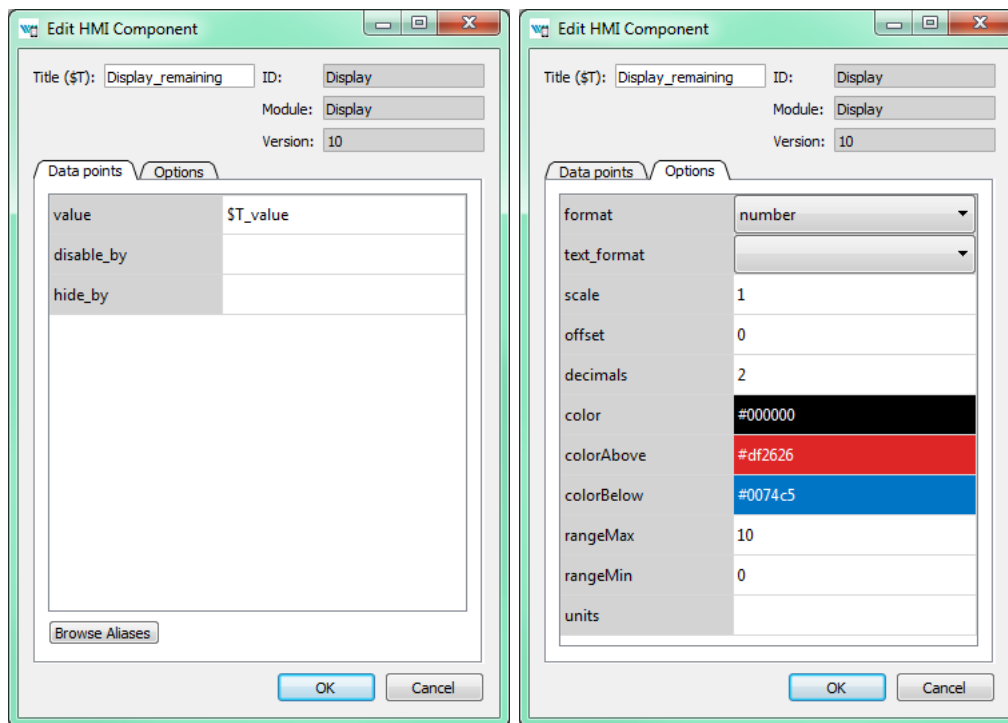 Edit HMI Component
Title ($T): Display_remaining ID: Display
Module: Display
Version: 10
Data points Options
value $T_value
disable_by
hide_by
Browse Aliases
OK Cancel
Edit HMI Component
Title ($T): Display_remaining ID: Display
Module: Display
Version: 10
Data points Options
format number
text_format
scale 1
offset 0
decimals 2
color #000000
colorAbove #df2626
colorBelow #0074c5
rangeMax 10
rangeMin 0
units
OK Cancel